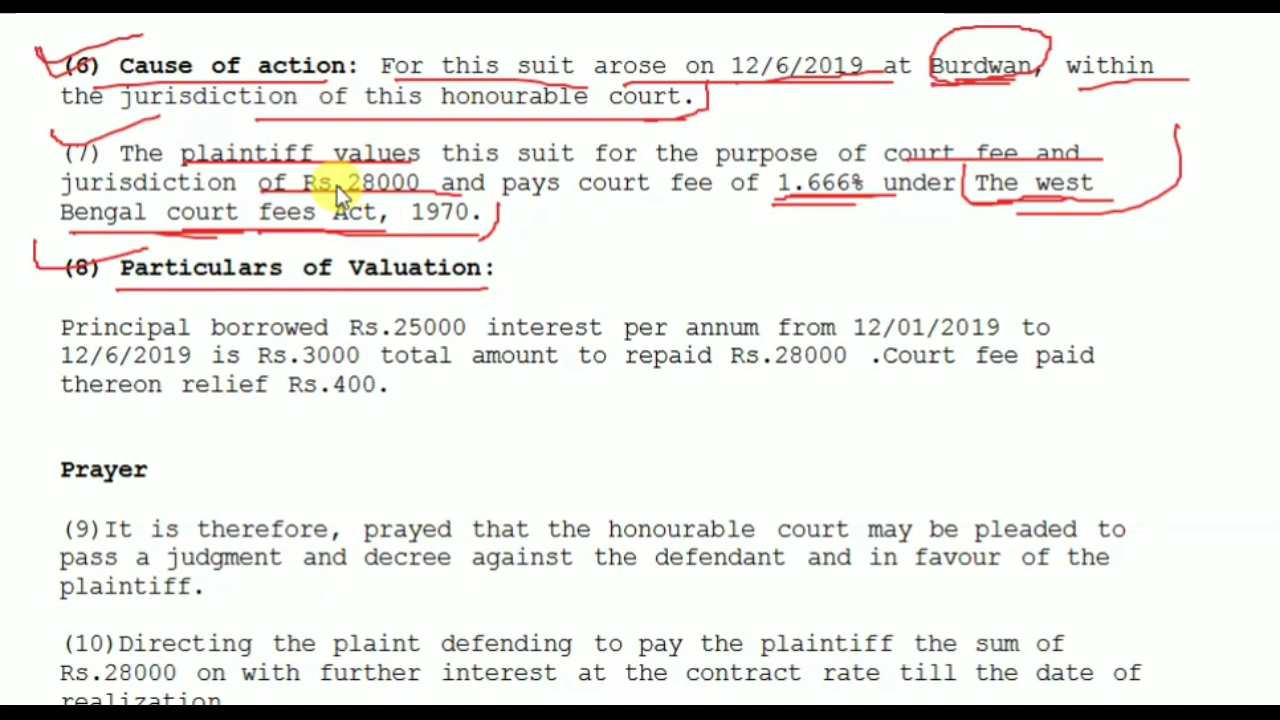 (6) Cause of action: For this suit arose on 12/6/2019 at Burdwan, within
the jurisdiction of this honourable court.
(7) The plaintiff values this suit for the purpose of court fee and
jurisdiction of Rs.28000 and pays court fee of 1.666% under The west
Bengal court fees Act, 1970.
(8) Particulars of Valuation:
Principal borrowed Rs.25000 interest per annum from 12/01/2019 to
12/6/2019 is Rs.3000 total amount to repaid Rs.28000 .Court fee paid
thereon relief Rs.400.
Prayer
(9)It is therefore, prayed that the honourable court may be pleaded to
pass a judgment and decree against the defendant and in favour of the
plaintiff.
(10)Directing the plaint defending to pay the plaintiff the sum of
Rs.28000 on with further interest at the contract rate till the date of
realization